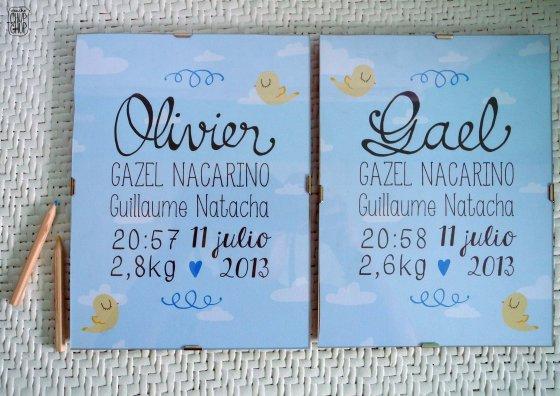 Olivier
GAZEL NACARINO
Guillaume Natacha
20:57 11 julio
2,8kg 2013
Gael
GAZEL NACARINO
Guillaume Natacha
20:58 11 julio
2,6kg 2013